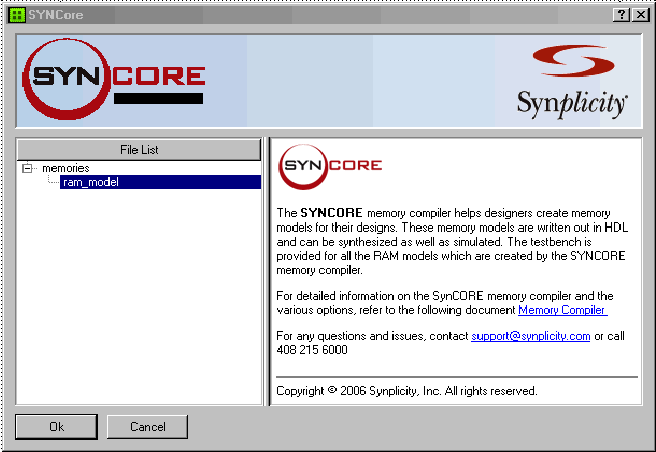 SYNCore
SYNCORE
Synplicity®
File List
memories
ram_model
SYNCORE
The SYNCORE memory compiler helps designers create memory
models for their designs. These memory models are written out in HDL
and can be synthesized as well as simulated. The testbench is
provided for all the RAM models which are created by the SYNCORE
memory compiler.
For detailed information on the SynCORE memory compiler and the
various options, refer to the following document Memory Compiler
For any questions and issues, contact support@synplicity.com or call
408 215 6000
Copyright © 2006 Synplicity, Inc. All rights reserved.
Ok
Cancel